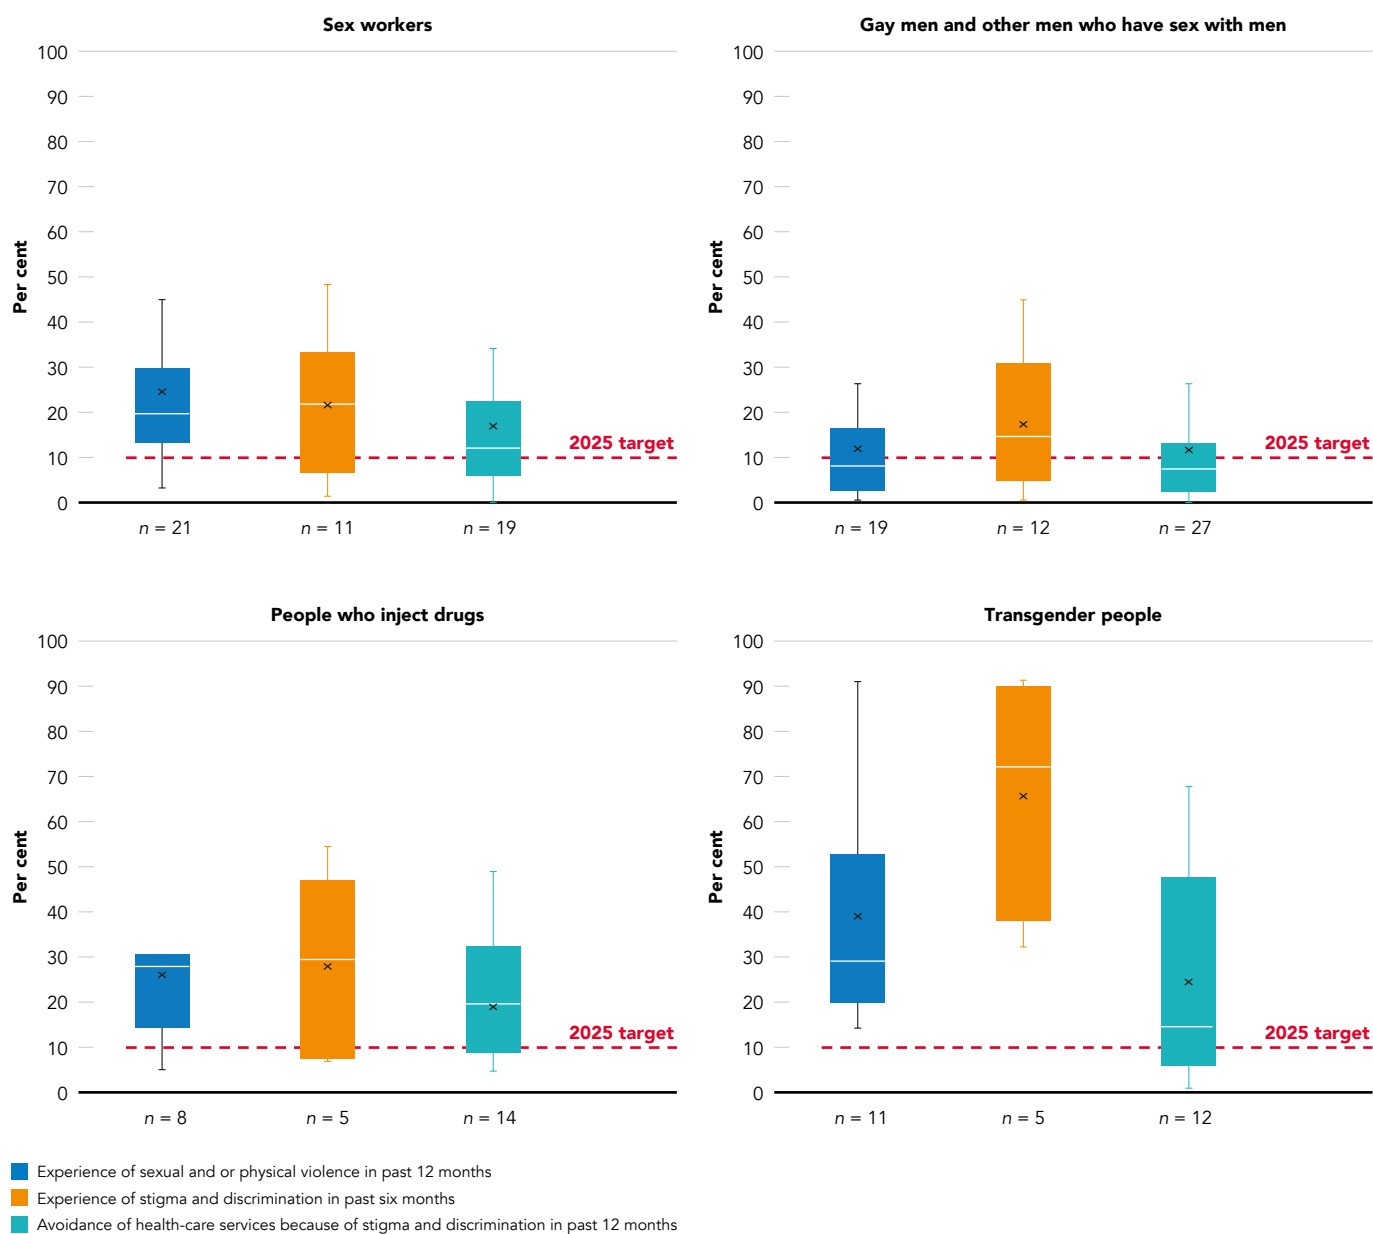 Sex workers
100
90
80
70
60
50
40
30
20
10
0
Per cent
2025 target
n = 21
n = 11
n = 19
Gay men and other men who have sex with men
100
90
80
70
60
50
40
30
20
10
0
Per cent
2025 target
n = 19
n = 12
n = 27
People who inject drugs
100
90
80
70
60
50
40
30
20
10
0
Per cent
2025 target
n = 8
n = 5
n = 14
Transgender people
100
90
80
70
60
50
40
30
20
10
0
Per cent
2025 target
n = 11
n = 5
n = 12
Experience of sexual and or physical violence in past 12 months
Experience of stigma and discrimination in past six months
Avoidance of health-care services because of stigma and discrimination in past 12 months